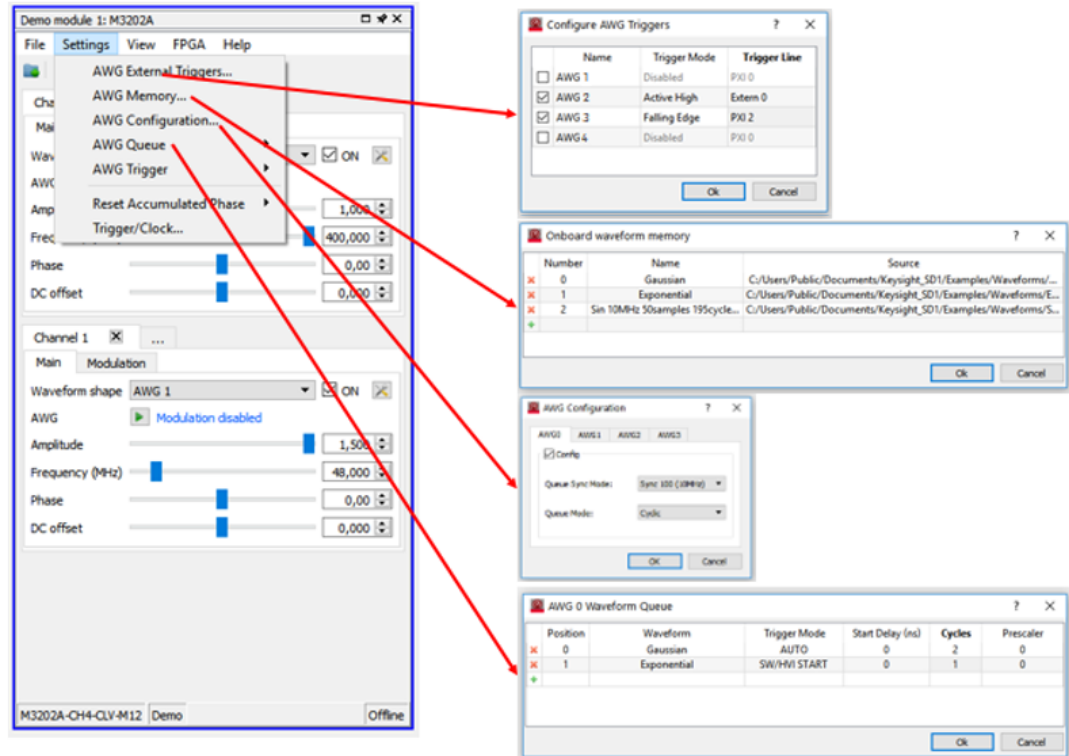 Demo module 1: M3202A
File Settings View FPGA Help
AWG External Triggers...
AWG Memory...
AWG Configuration...
AWG Queue
AWG Trigger
Reset Accumulated Phase
Trigger/Clock...
ON
AWG
1,000
400,000
Phase
0,00
DC offset
0,000
Channel 1 ...
Main Modulation
Waveform shape AWG 1 ON
AWG Modulation disabled
Amplitude 1,500
Frequency (MHz) 48,000
Phase 0,00
DC offset 0,000
M3202A-CH4-CLV-M12 Demo Offline
Configure AWG Triggers ?
Name Trigger Mode Trigger Line
AWG 1 Disabled PXI 0
AWG 2 Active High Extern 0
AWG 3 Falling Edge PXI 2
AWG 4 Disabled PXI 0
Ok Cancel
Onboard waveform memory ?
Number Name Source
0 Gaussian C:/Users/Public/Documents/Keysight_SD1/Examples/Waveforms/...
1 Exponential C:/Users/Public/Documents/Keysight_SD1/Examples/Waveforms/E...
2 Sin 10MHz 50samples 195cycle... C:/Users/Public/Documents/Keysight_SD1/Examples/Waveforms/S...
Ok Cancel
AWG Configuration ?
AWG0 AWG1 AWG2 AWG3
Config
Queue Sync Mode: Sync 100 (10MHz)
Queue Mode: Cyclic
OK Cancel
AWG 0 Waveform Queue ?
Position Waveform Trigger Mode Start Delay (ns) Cycles Prescaler
0 Gaussian AUTO 0 2 0
1 Exponential SW/HVI START 0 1 0
Ok Cancel